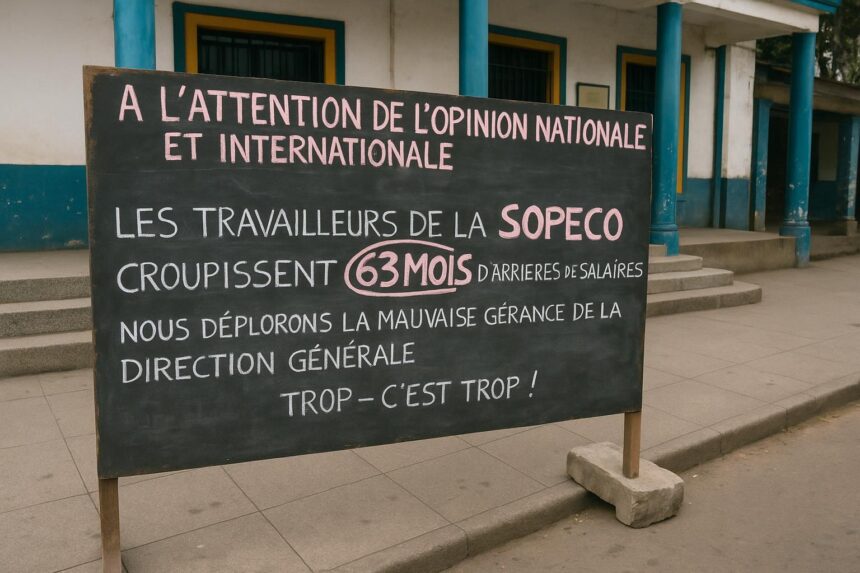 A L'ATTENTION DE L'OPINION NATIONALE
ET INTERNATIONALE
LES TRAVAILLEURS DE LA SOPECO
CROUPISSENT 63 MOIS D'ARRIERES DE SALAIRES
NOUS DÉPLORONS LA MAUVAISE GÉRANCE DE LA
DIRECTION GÉNÉRALE
TROP – C'EST TROP !